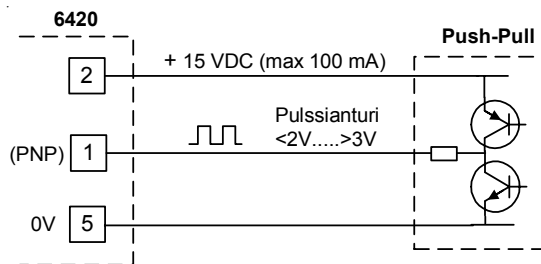 6420
Push-Pull
2
+ 15 VDC (max 100 mA)
Pulssianturi
<2V.....>3V
(PNP) 1
0V 5